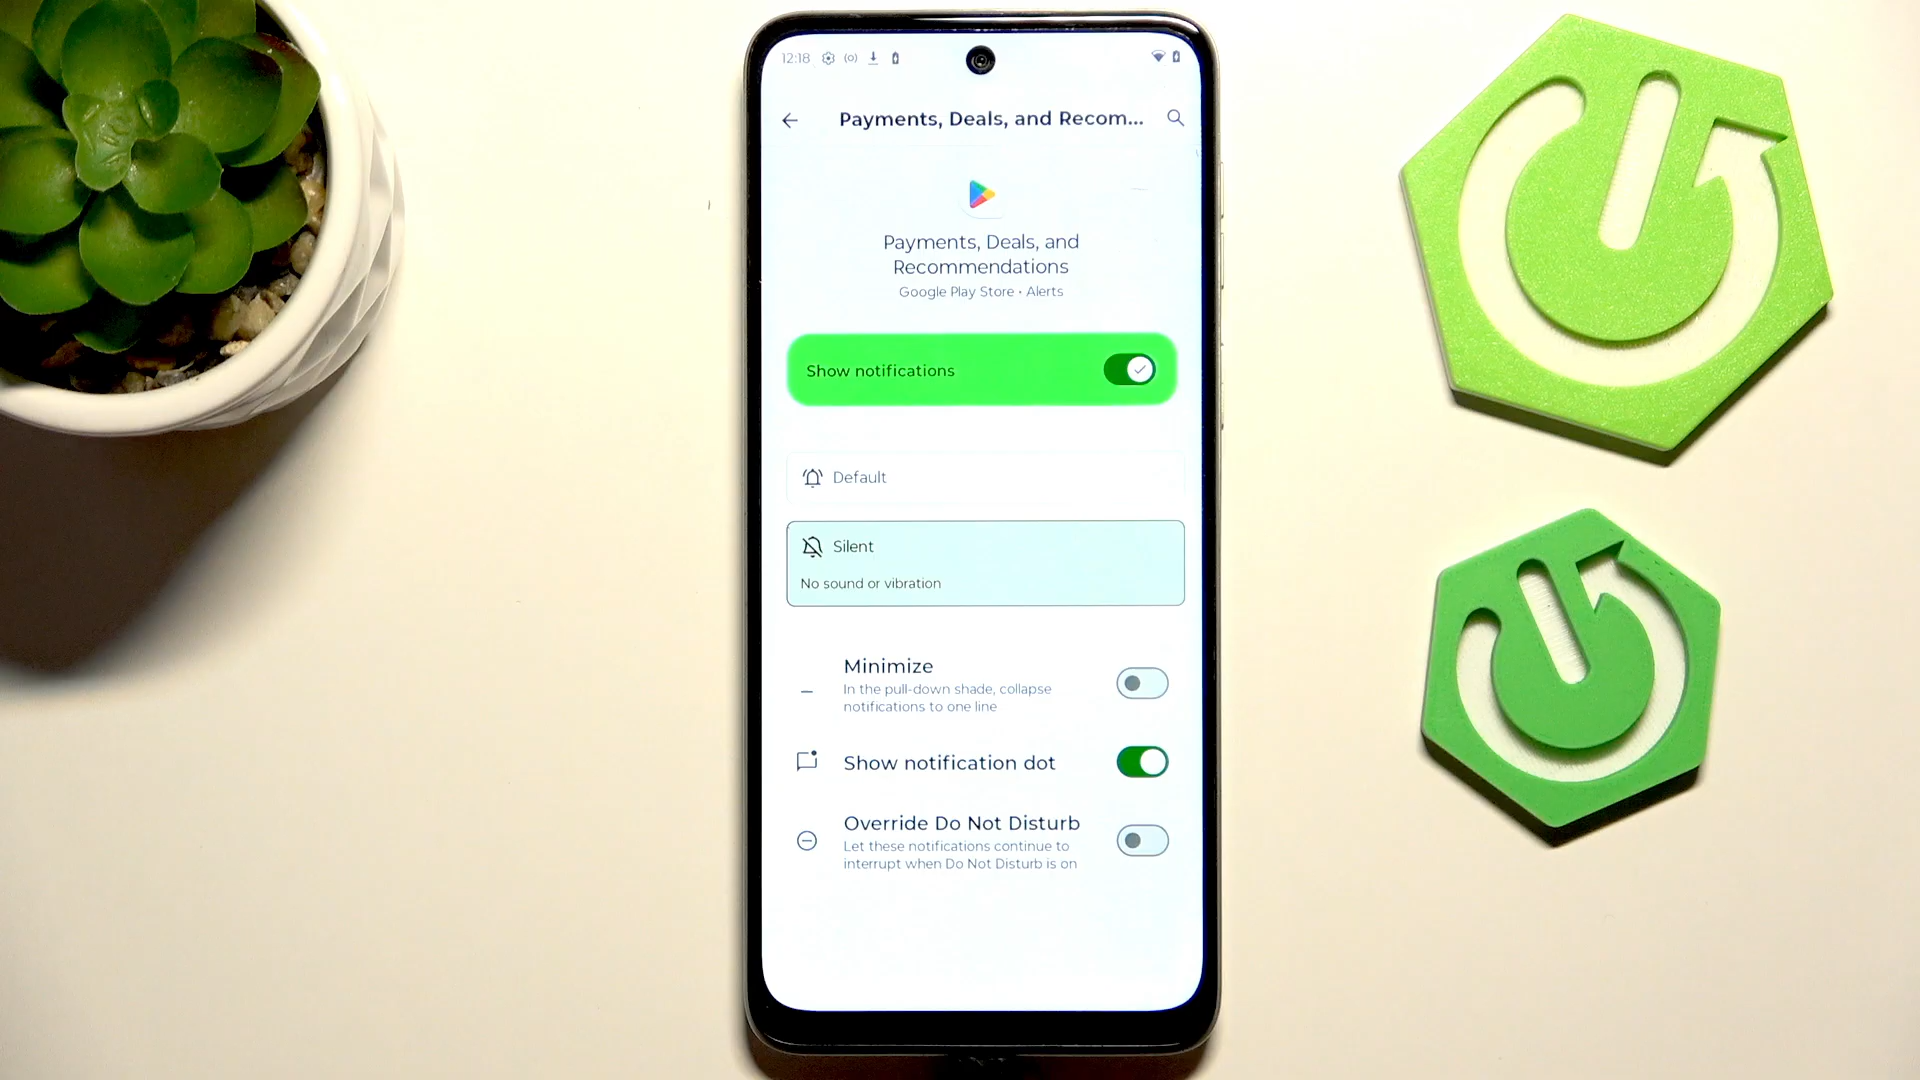 12:18
Payments, Deals, and Recom...
Payments, Deals, and
Recommendations
Google Play Store • Alerts
Show notifications
Default
Silent
No sound or vibration
Minimize
In the pull-down shade, collapse
notifications to one line
Show notification dot
Override Do Not Disturb
Let these notifications continue to
interrupt when Do Not Disturb is on